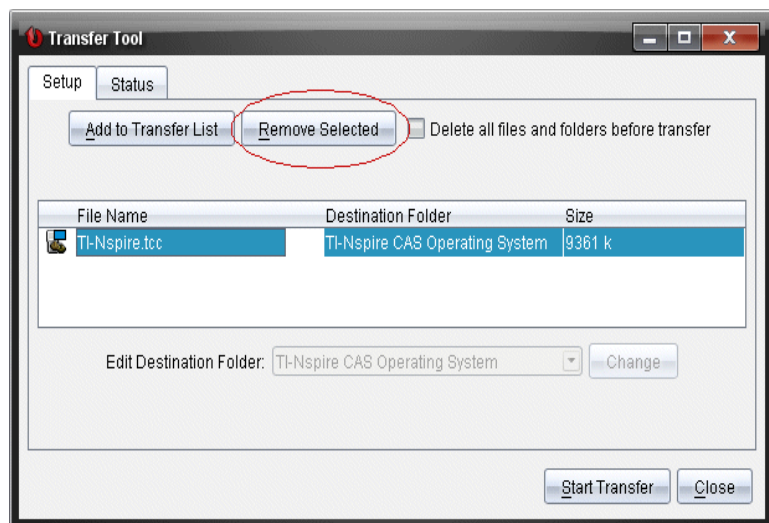 Transfer Tool
Setup Status
Add to Transfer List Remove Selected Delete all files and folders before transfer
File Name Destination Folder Size
TI-Nspire.tcc TI-Nspire CAS Operating System 9361 k
Edit Destination Folder: TI-Nspire CAS Operating System Change
Start Transfer Close